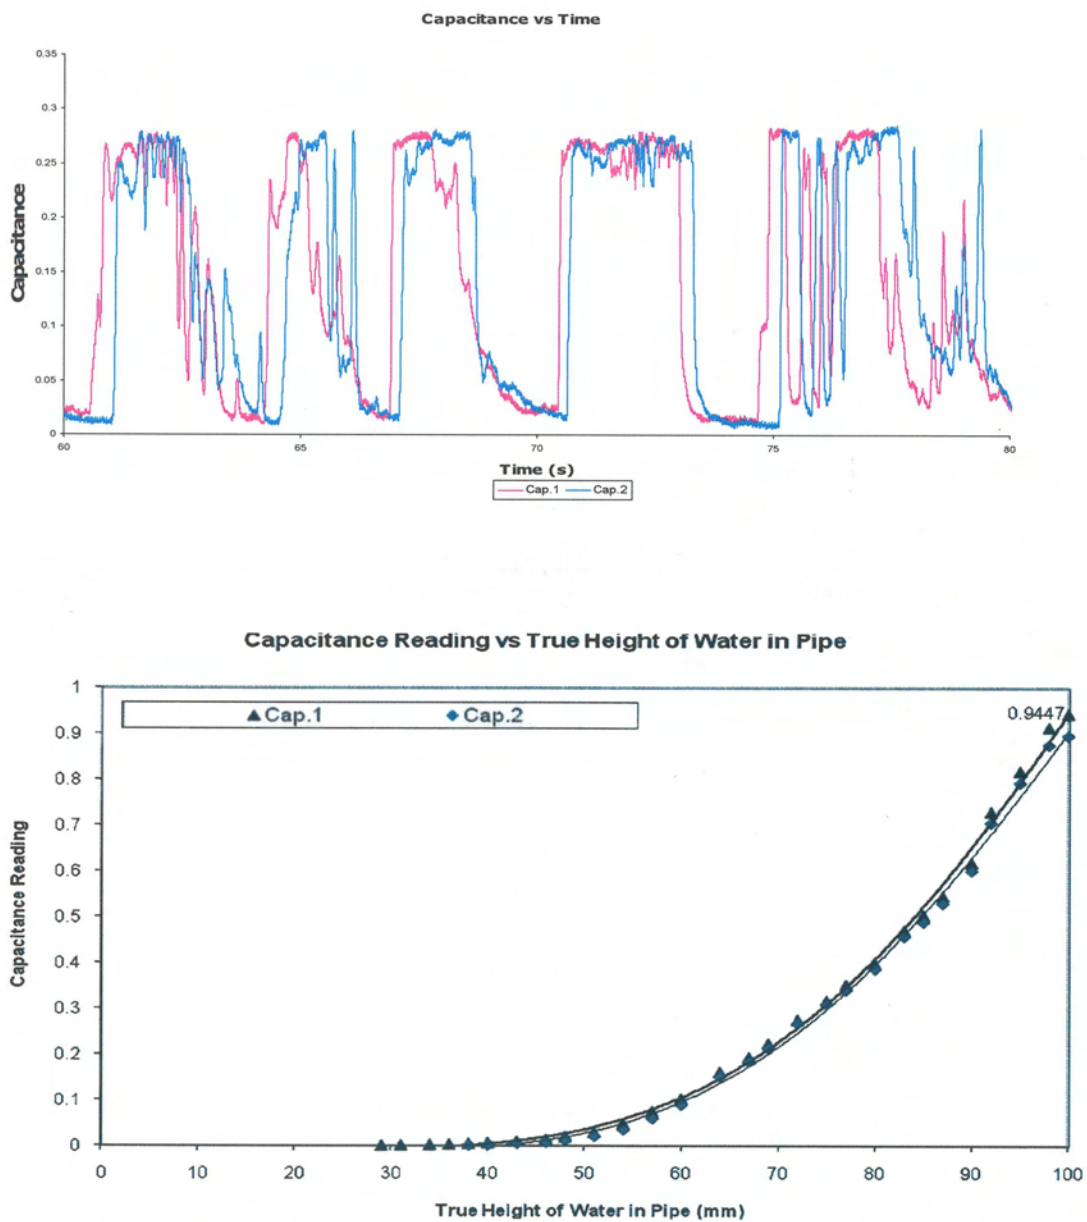 Capacitance vs Time
0.35
0.3
0.25
0.2
0.15
0.1
0.05
0
Capacitance
60 65 70 75 80
Time (s)
Cap.1 Cap.2
Capacitance Reading vs True Height of Water in Pipe
1
0.9
0.8
0.7
0.6
0.5
0.4
0.3
0.2
0.1
0
Capacitance Reading
Cap.1 Cap.2
0.9447
0 10 20 30 40 50 60 70 80 90 100
True Height of Water in Pipe (mm)